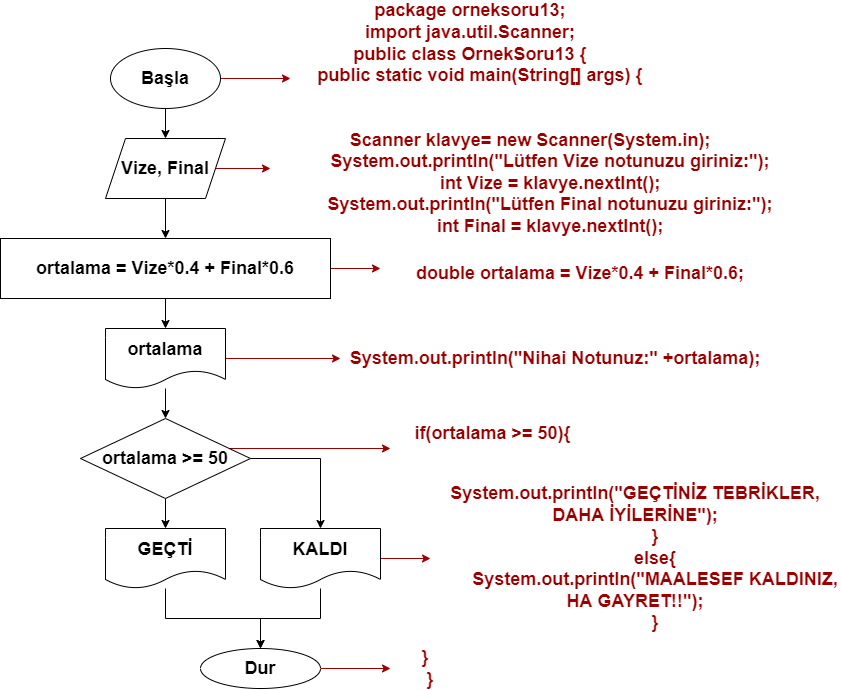 package orneksoru13;
import java.util.Scanner;
public class OrnekSoru13 {
public static void main(String[] args) {
Başla
Vize, Final
Scanner klavye= new Scanner(System.in);
System.out.println("Lütfen Vize notunuzu giriniz:");
int Vize = klavye.nextInt();
System.out.println("Lütfen Final notunuzu giriniz:");
int Final = klavye.nextInt();
ortalama = Vize*0.4 + Final*0.6
double ortalama = Vize*0.4 + Final*0.6;
ortalama
System.out.println("Nihai Notunuz:" +ortalama);
ortalama >= 50
if(ortalama >= 50){
GEÇTİ
KALDI
System.out.println("GEÇTİNİZ TEBRİKLER,
DAHA İYİLERİNE");
}
else{
System.out.println("MAALESEF KALDINIZ,
HA GAYRET!!");
}
Dur
}
}